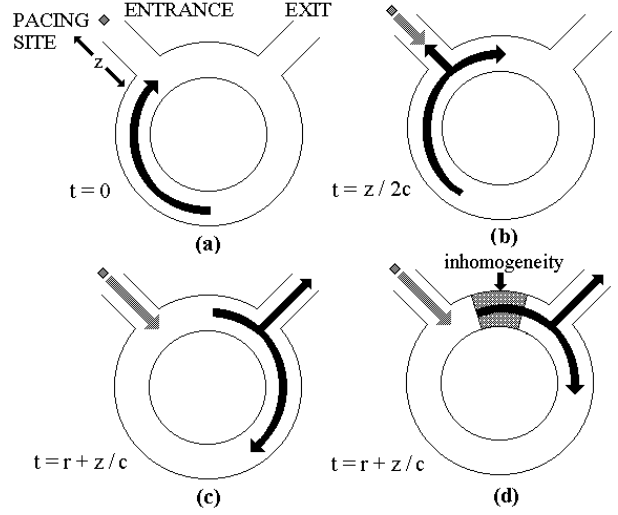 PACING SITE
ENTRANCE
EXIT
z
t = 0
(a)
t = z / 2c
(b)
t = r + z / c
(c)
inhomogeneity
t = r + z / c
(d)